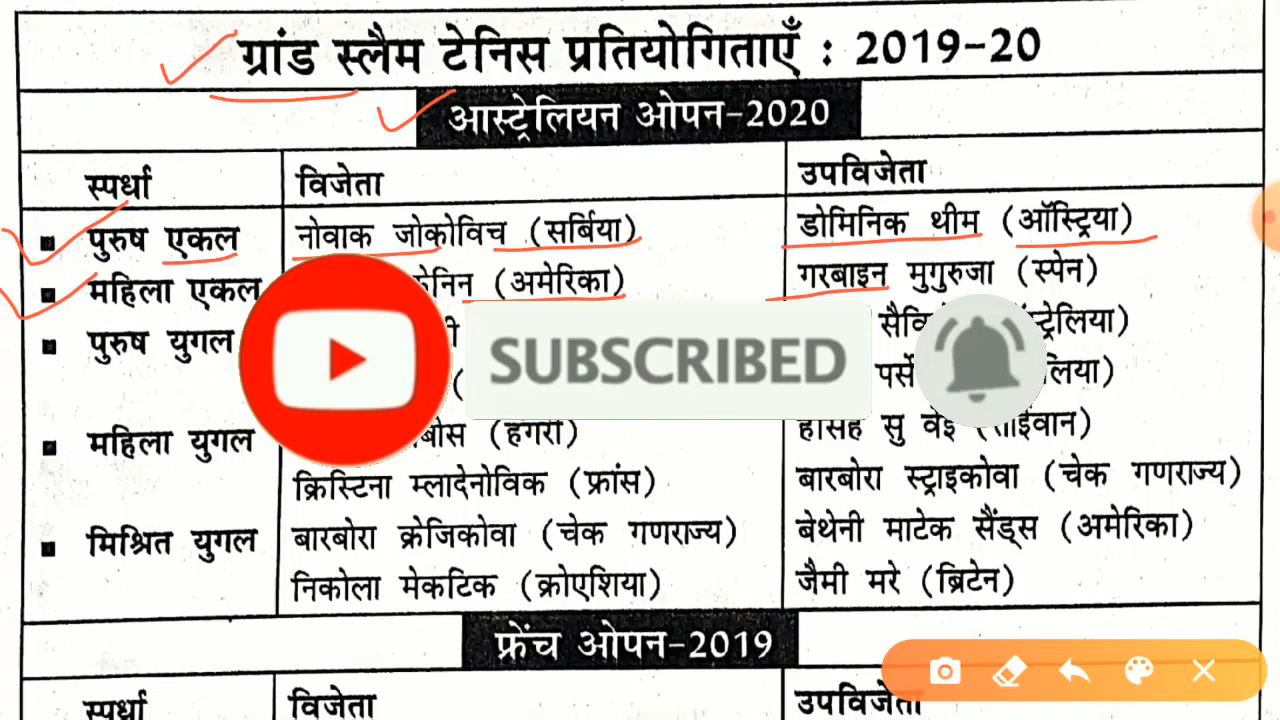 ग्रांड स्लैम टेनिस प्रतियोगिताएँ : 2019-20
आस्ट्रेलियन ओपन-2020
स्पर्धा विजेता उपविजेता
पुरुष एकल नोवाक जोकोविच (सर्बिया) डोमिनिक थीम (ऑस्ट्रिया)
महिला एकल (अमेरिका) गरबाइन मुगुरुजा (स्पेन)
पुरुष युगल
SUBSCRIBED
महिला युगल (हंगरी) सु वेई
क्रिस्टिना म्लादेनोविक (फ्रांस) बारबोरा स्ट्राइकोवा (चेक गणराज्य)
मिश्रित युगल बारबोरा क्रेजिकोवा (चेक गणराज्य) बेथेनी माटेक सैंड्स (अमेरिका)
निकोला मेकटिक (क्रोएशिया) जैमी मरे (ब्रिटेन)
फ्रेंच ओपन-2019
स्पर्धा विजेता उपविजेता